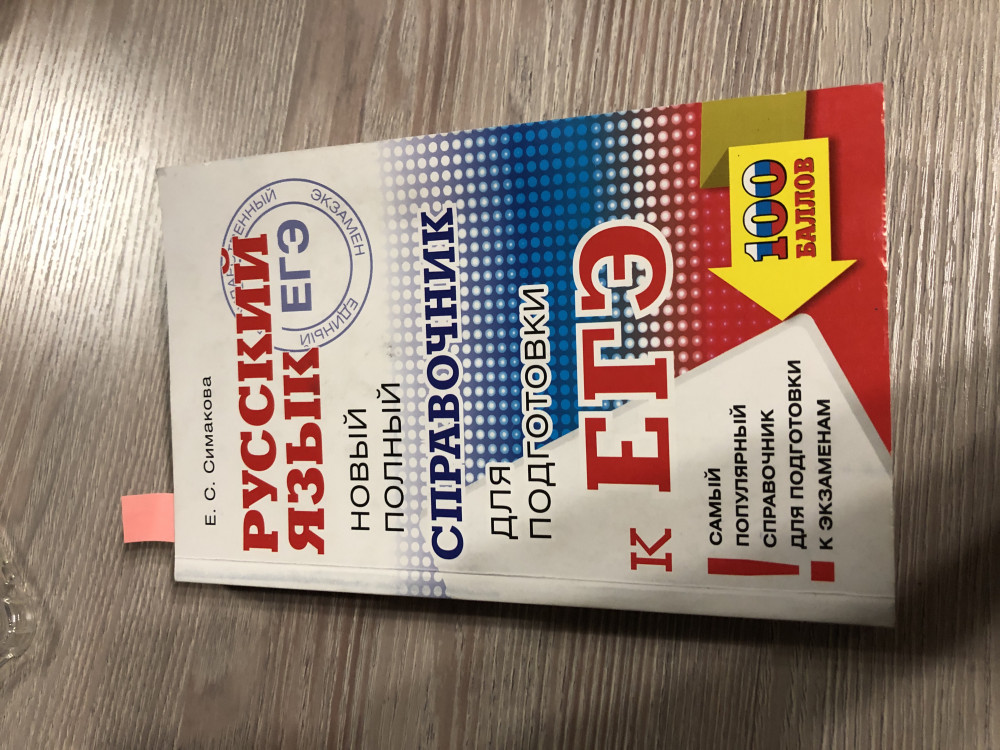 Е. С. Симакова
РУССКИЙ
ЯЗЫК
ЕДИНЫЙ
ЭКЗАМЕН
ЕГЭ
НОВЫЙ
ПОЛНЫЙ
СПРАВОЧНИК
ДЛЯ
ПОДГОТОВКИ
К ЕГЭ
100
БАЛЛОВ
!
САМЫЙ
ПОПУЛЯРНЫЙ
СПРАВОЧНИК
ДЛЯ ПОДГОТОВКИ
К ЭКЗАМЕНАМ